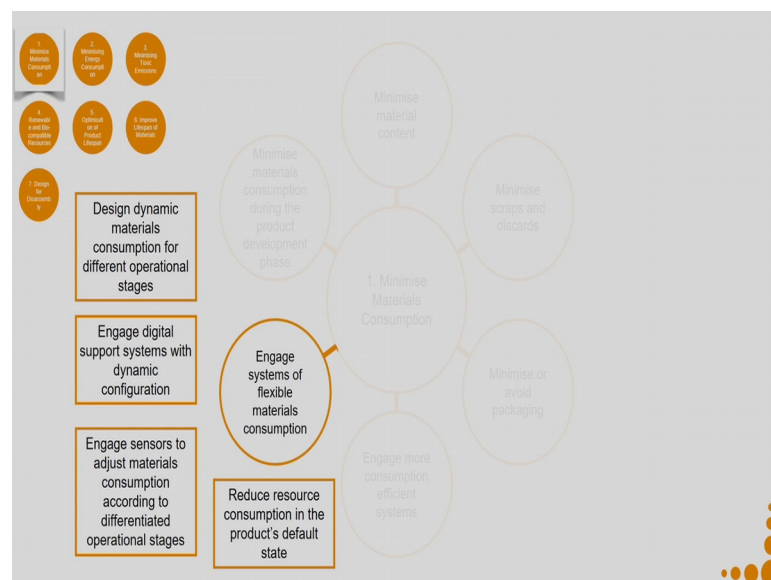 1.
Minimise
Materials
Consumpti
on
2.
Minimising
Energy
Consumpti
on
3.
Minimising
Toxic
Emissions
4.
Renewabl
e and Bio-
compatible
Resources
5.
Optimisati
on of
Product
Lifespan
6. Improve
Lifespan of
Materials
7. Design
for
Disassemb
ly
Minimise
material
content
Minimise
materials
consumption
during the
product
development
phase
Minimise
scraps and
discards
1. Minimise
Materials
Consumption
Minimise or
avoid
packaging
Engage more
consumption
efficient
systems
Engage
systems of
flexible
materials
consumption
Design dynamic
materials
consumption for
different operational
stages
Engage digital
support systems with
dynamic
configuration
Engage sensors to
adjust materials
consumption
according to
differentiated
operational stages
Reduce resource
consumption in the
product's default
state